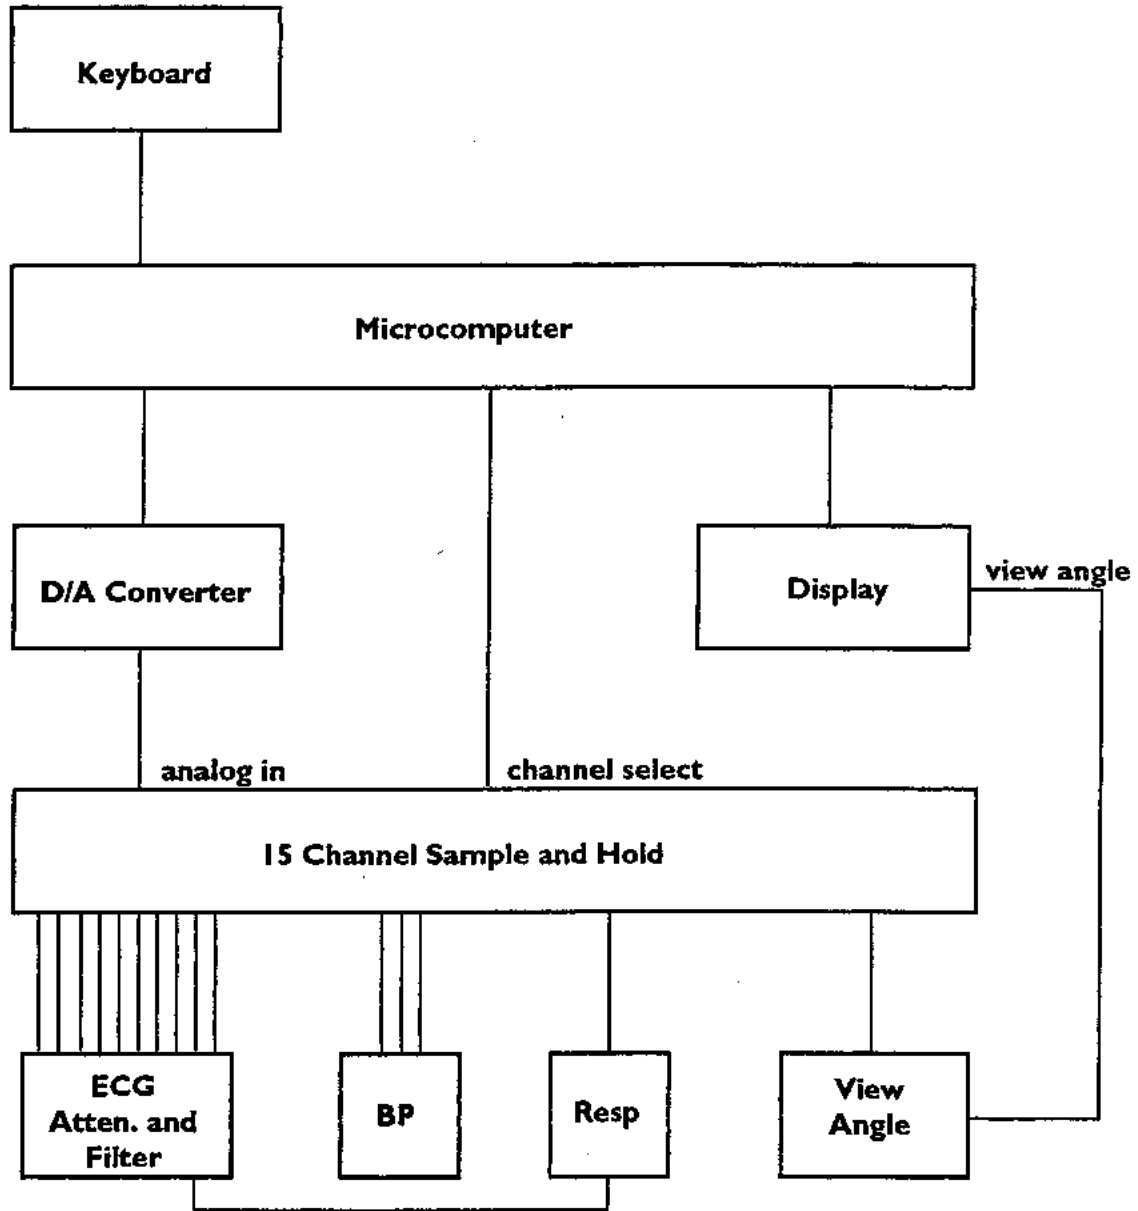 Keyboard
Microcomputer
D/A Converter
Display
view angle
analog in
channel select
15 Channel Sample and Hold
ECG
Atten. and
Filter
BP
Resp
View
Angle